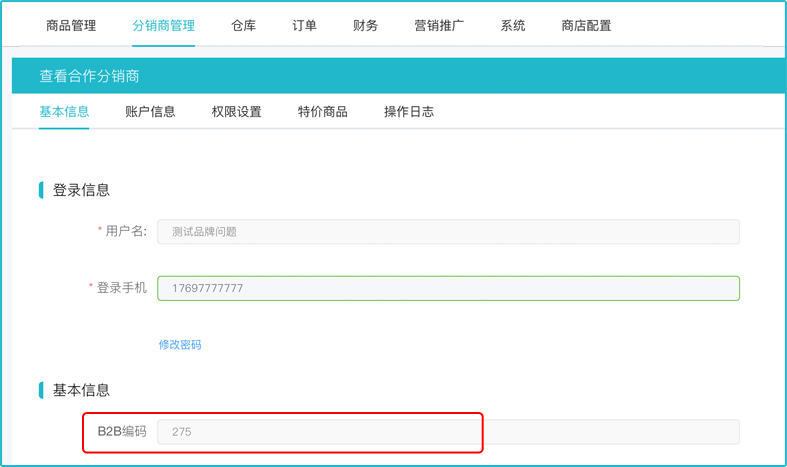 商品管理 分销商管理 仓库 订单 财务 营销推广 系统 商店配置
查看合作分销商
基本信息 账户信息 权限设置 特价商品 操作日志
登录信息
* 用户名: 测试品牌问题
* 登录手机 17697777777
修改密码
基本信息
B2B编码 275